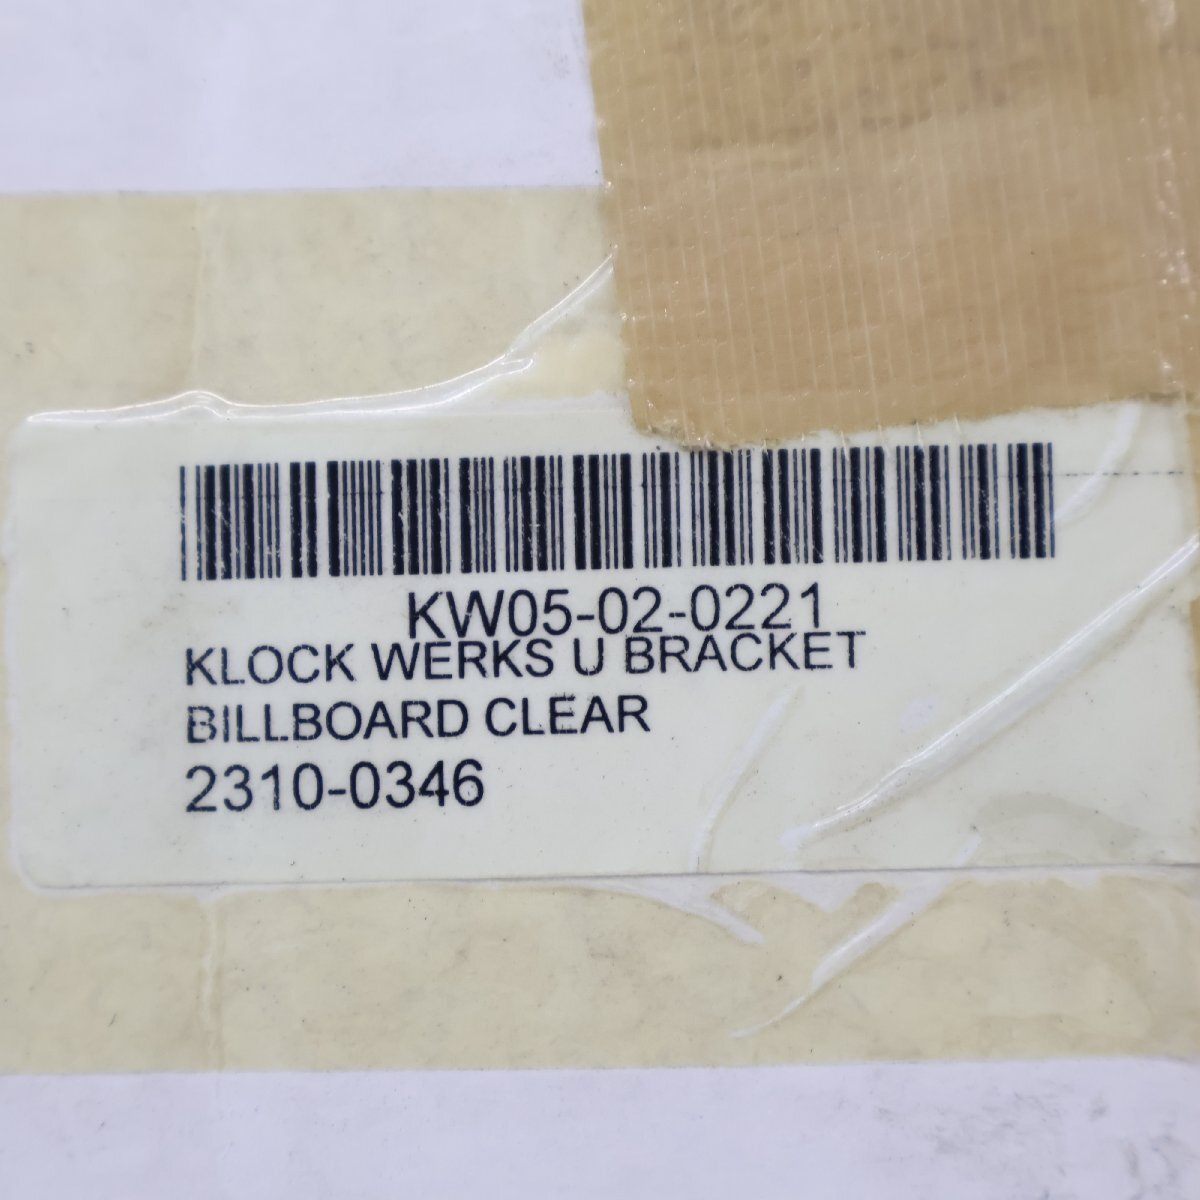 KW05-02-0221
KLOCK WERKS U BRACKET
BILLBOARD CLEAR
2310-0346